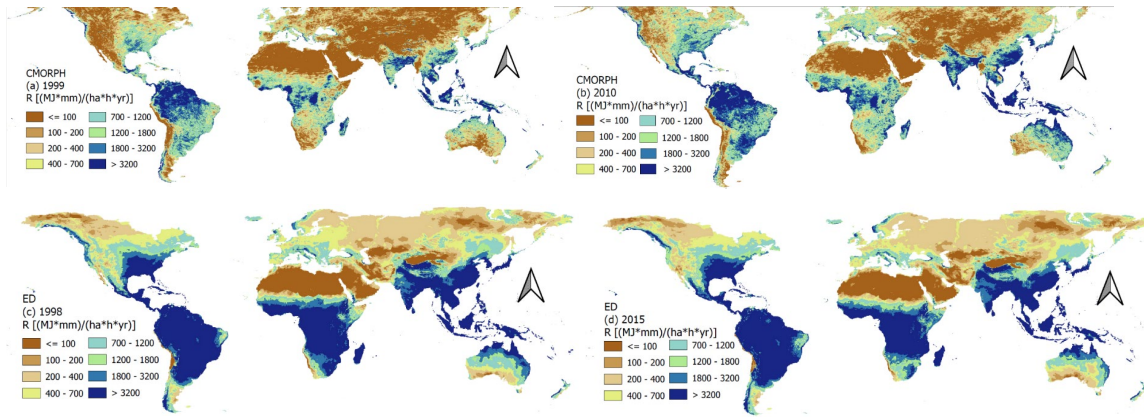 CMORPH
(a) 1999
R [(MJ*mm)/(ha*h*yr)]
<= 100 700 - 1200
100 - 200 1200 - 1800
200 - 400 1800 - 3200
400 - 700 > 3200
CMORPH
(b) 2010
R [(MJ*mm)/(ha*h*yr)]
<= 100 700 - 1200
100 - 200 1200 - 1800
200 - 400 1800 - 3200
400 - 700 > 3200
ED
(c) 1998
R [(MJ*mm)/(ha*h*yr)]
<= 100 700 - 1200
100 - 200 1200 - 1800
200 - 400 1800 - 3200
400 - 700 > 3200
ED
(d) 2015
R [(MJ*mm)/(ha*h*yr)]
<= 100 700 - 1200
100 - 200 1200 - 1800
200 - 400 1800 - 3200
400 - 700 > 3200